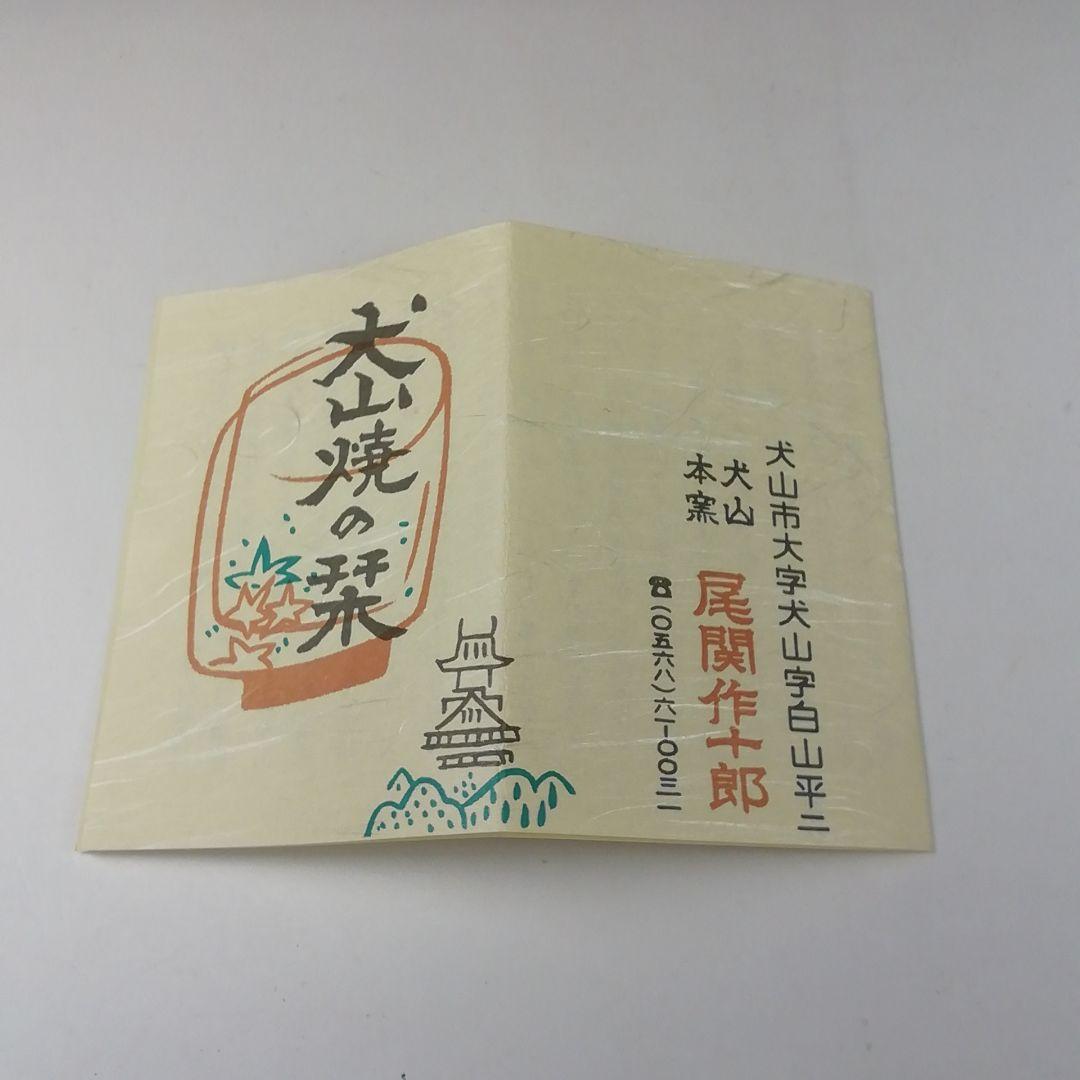 犬山焼の栞
犬山市大字犬山字白山平二
犬山
本窯
尾関作十郎
☎(〇五六八)六一-〇〇三二